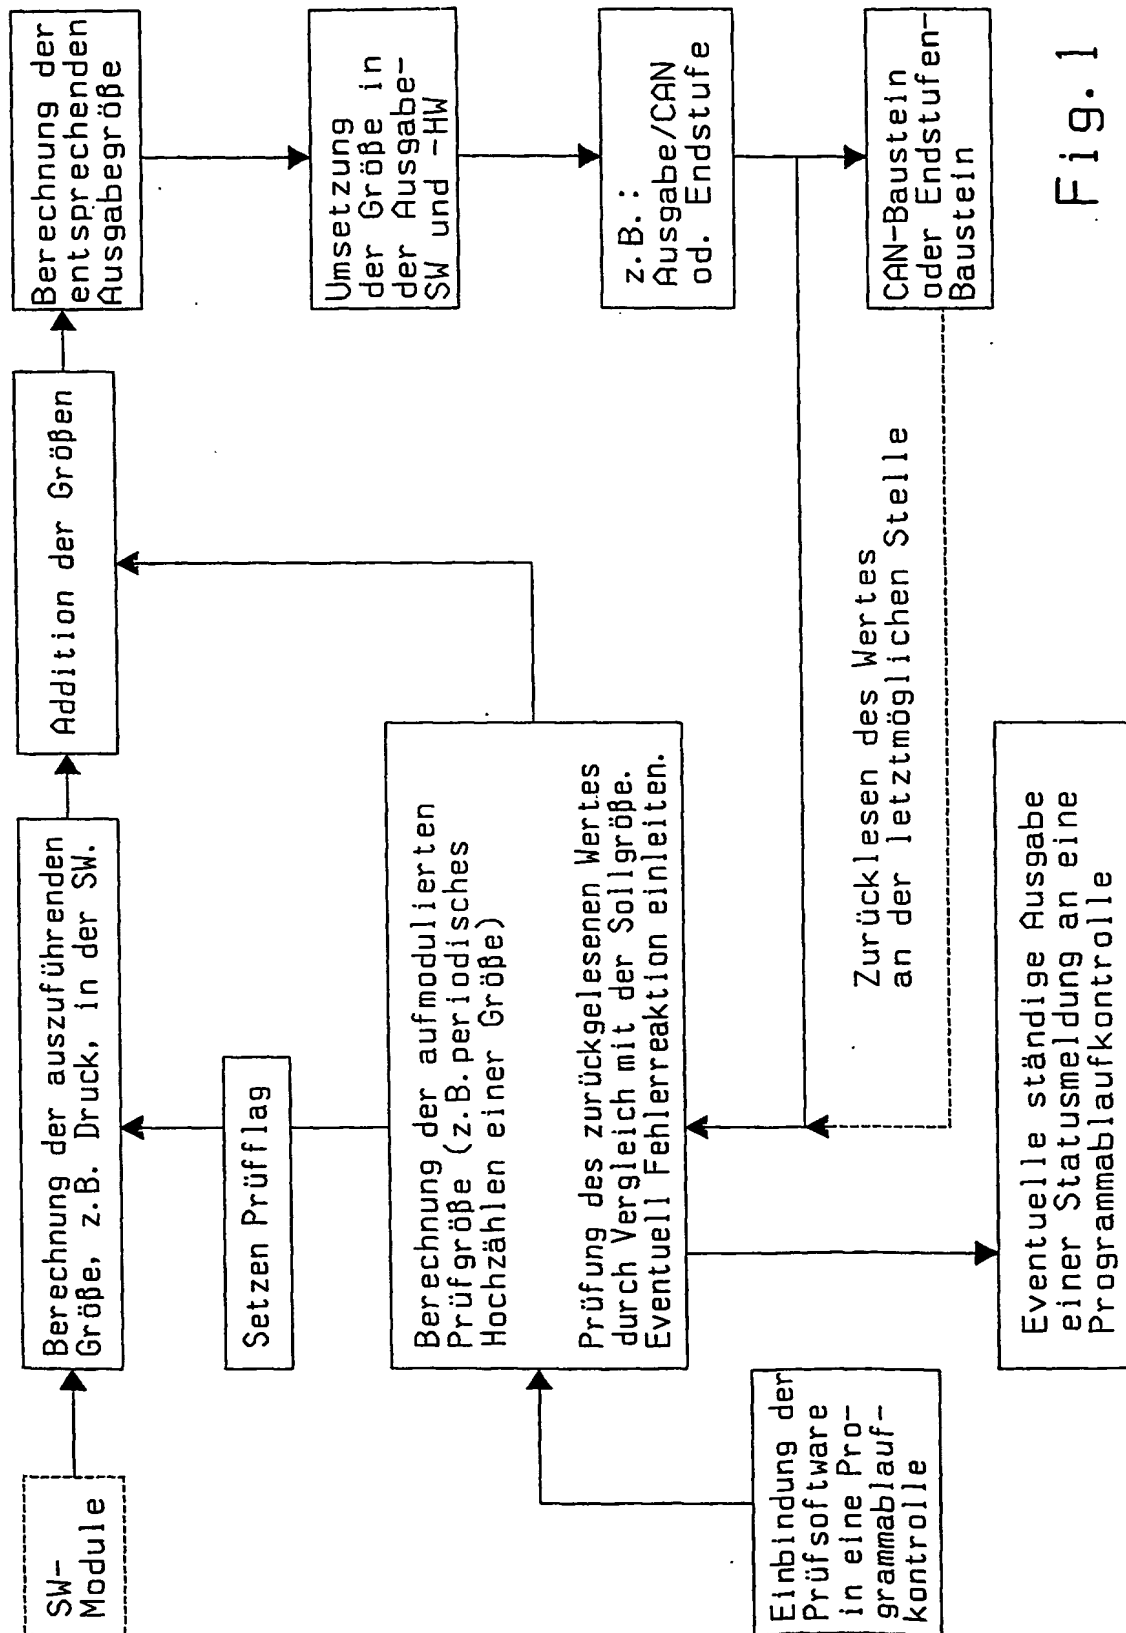 SW-
Module
Berechnung der auszuführenden
Größe, z.B. Druck, in der SW.
Addition der Größen
Berechnung der
entsprechenden
Ausgabegröße
Setzen Prüfflag
Umsetzung
der Größe in
der Ausgabe-
SW und -HW
Berechnung der aufmodulierten
Prüfgröße (z.B. periodisches
Hochzählen einer Größe)
Prüfung des zurückgelesenen Wertes
durch Vergleich mit der Sollgröße.
Eventuell Fehlerreaktion einleiten.
z.B.:
Ausgabe/CAN
od. Endstufe
Einbindung der
Prüfsoftware
in eine Pro-
grammablauf-
kontrolle
Zurücklesen des Wertes
an der letztmöglichen Stelle
CAN-Baustein
oder Endstufen-
Baustein
Eventuelle ständige Ausgabe
einer Statusmeldung an eine
Programmablaufkontrolle
Fig. 1